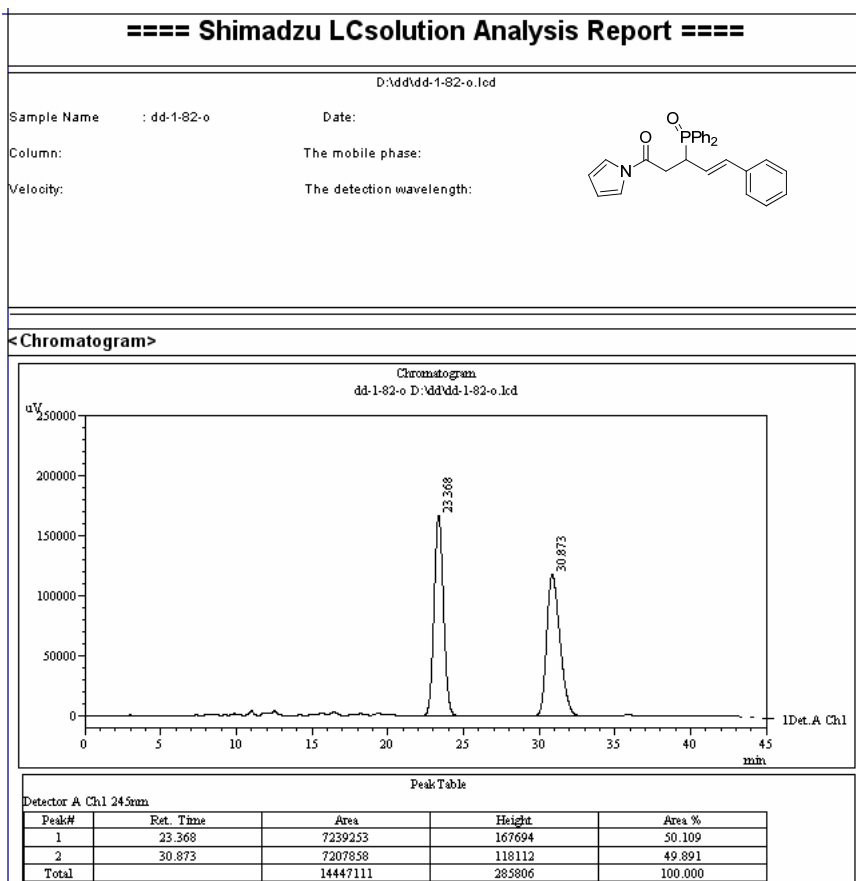 ==== Shimadzu LCsolution Analysis Report ====
D:\dd\dd-1-82-o.lcd
Sample Name : dd-1-82-o Date:
Column: The mobile phase:
Velocity: The detection wavelength:
O
O PPh2
N
<Chromatogram>
Chromatogram
dd-1-82-o D:\dd\dd-1-82-o.lcd
uV
250000
200000
150000
100000
50000
0
23.368
30.873
1Det.A Ch1
0 5 10 15 20 25 30 35 40 45
min
PeakTable
Detector A Ch1 245nm
Peak# Ret. Time Area Height Area %
1 23.368 7239253 167694 50.109
2 30.873 7207858 118112 49.891
Total 14447111 285806 100.000